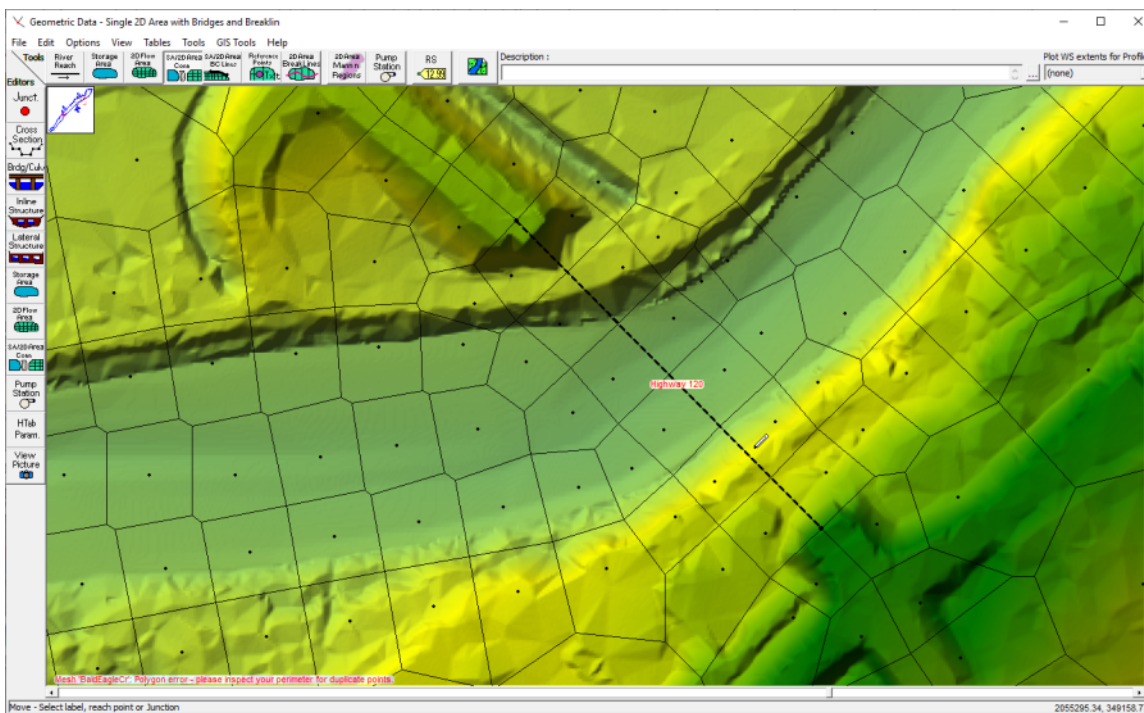 Geometric Data - Single 2D Area with Bridges and Breaklin
File Edit Options View Tables Tools GIS Tools Help
Tools
River
Reach
Storage
Area
2D Flow
Area
SA/2D Area
Conn
SA/2D Area
BC Lines
Reference
Points
2D Area
Break Lines
2D Area
Mann n
Regions
Pump
Station
RS
Description :
...
Plot WS extents for Profil
(none)
Editors
Junct.
Cross
Section
Brdg/Culv
Inline
Structure
Lateral
Structure
Storage
Area
2D Flow
Area
SA/2D Area
Conn
Pump
Station
HTab
Param.
View
Picture
Highway 120
Mesh 'BaldEagleCr': Polygon error - please inspect your perimeter for duplicate points.
Move - Select label, reach point or Junction
2055295.34, 349158.7